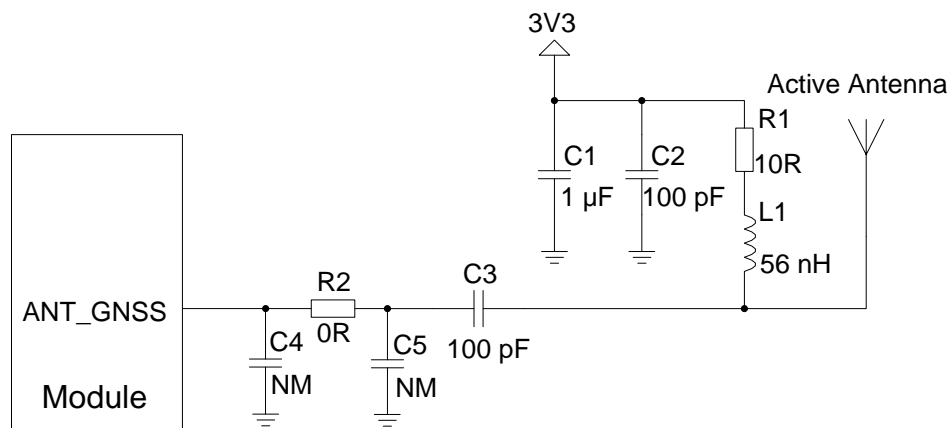 3V3
Active Antenna
R1
10R
C1
1 µF
C2
100 pF
L1
56 nH
C3
100 pF
R2
0R
ANT_GNSS
C4
NM
C5
NM
Module